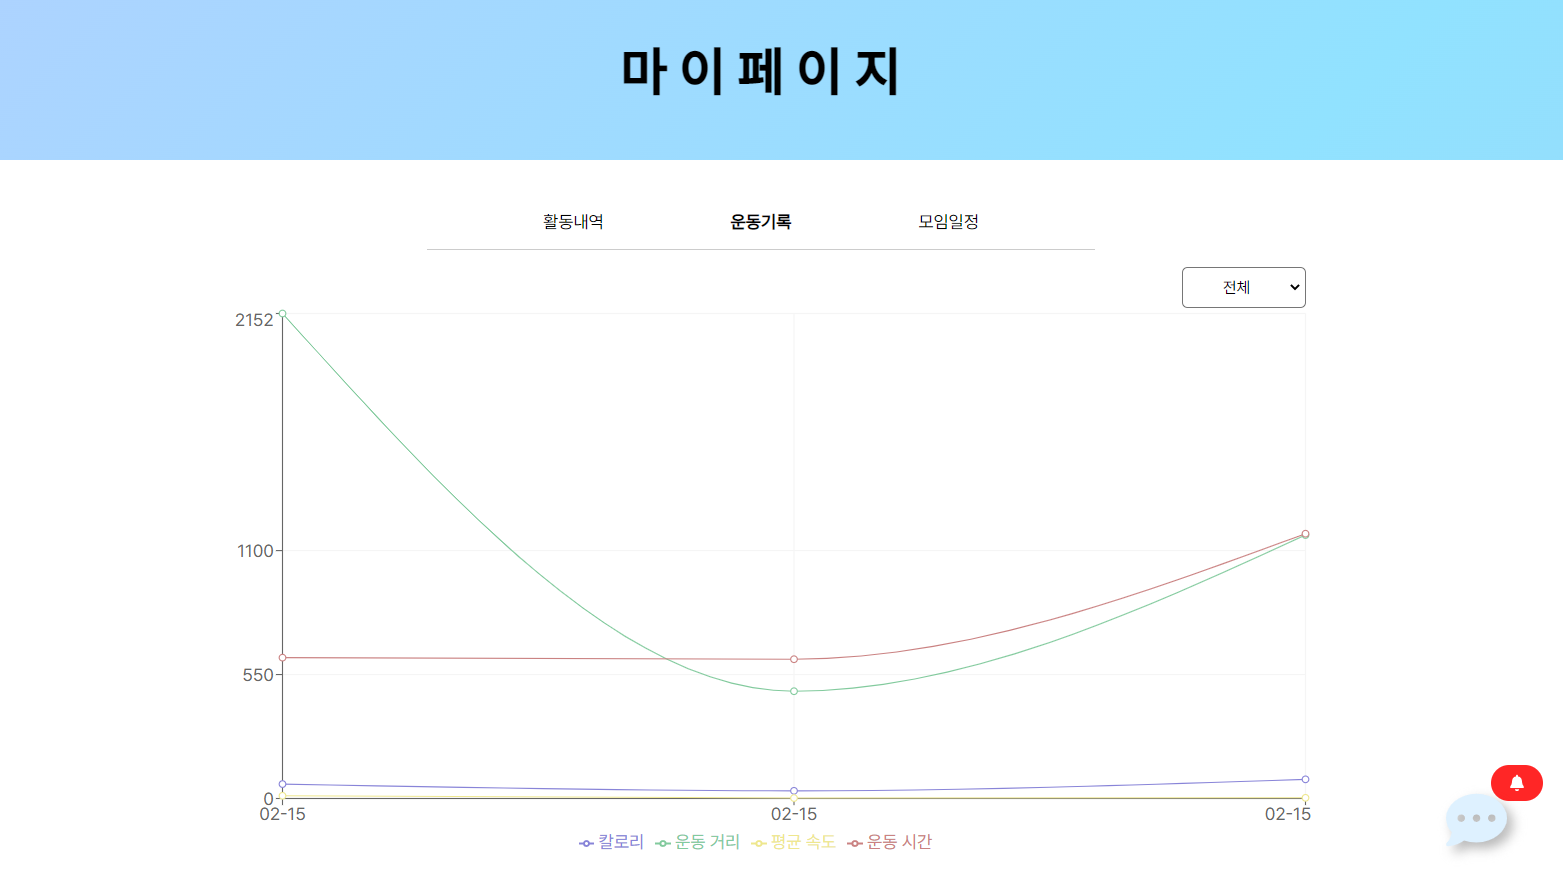 마이페이지
활동내역 운동기록 모임일정
전체
2152
1100
550
0
02-15 02-15 02-15
칼로리 운동 거리 평균 속도 운동 시간